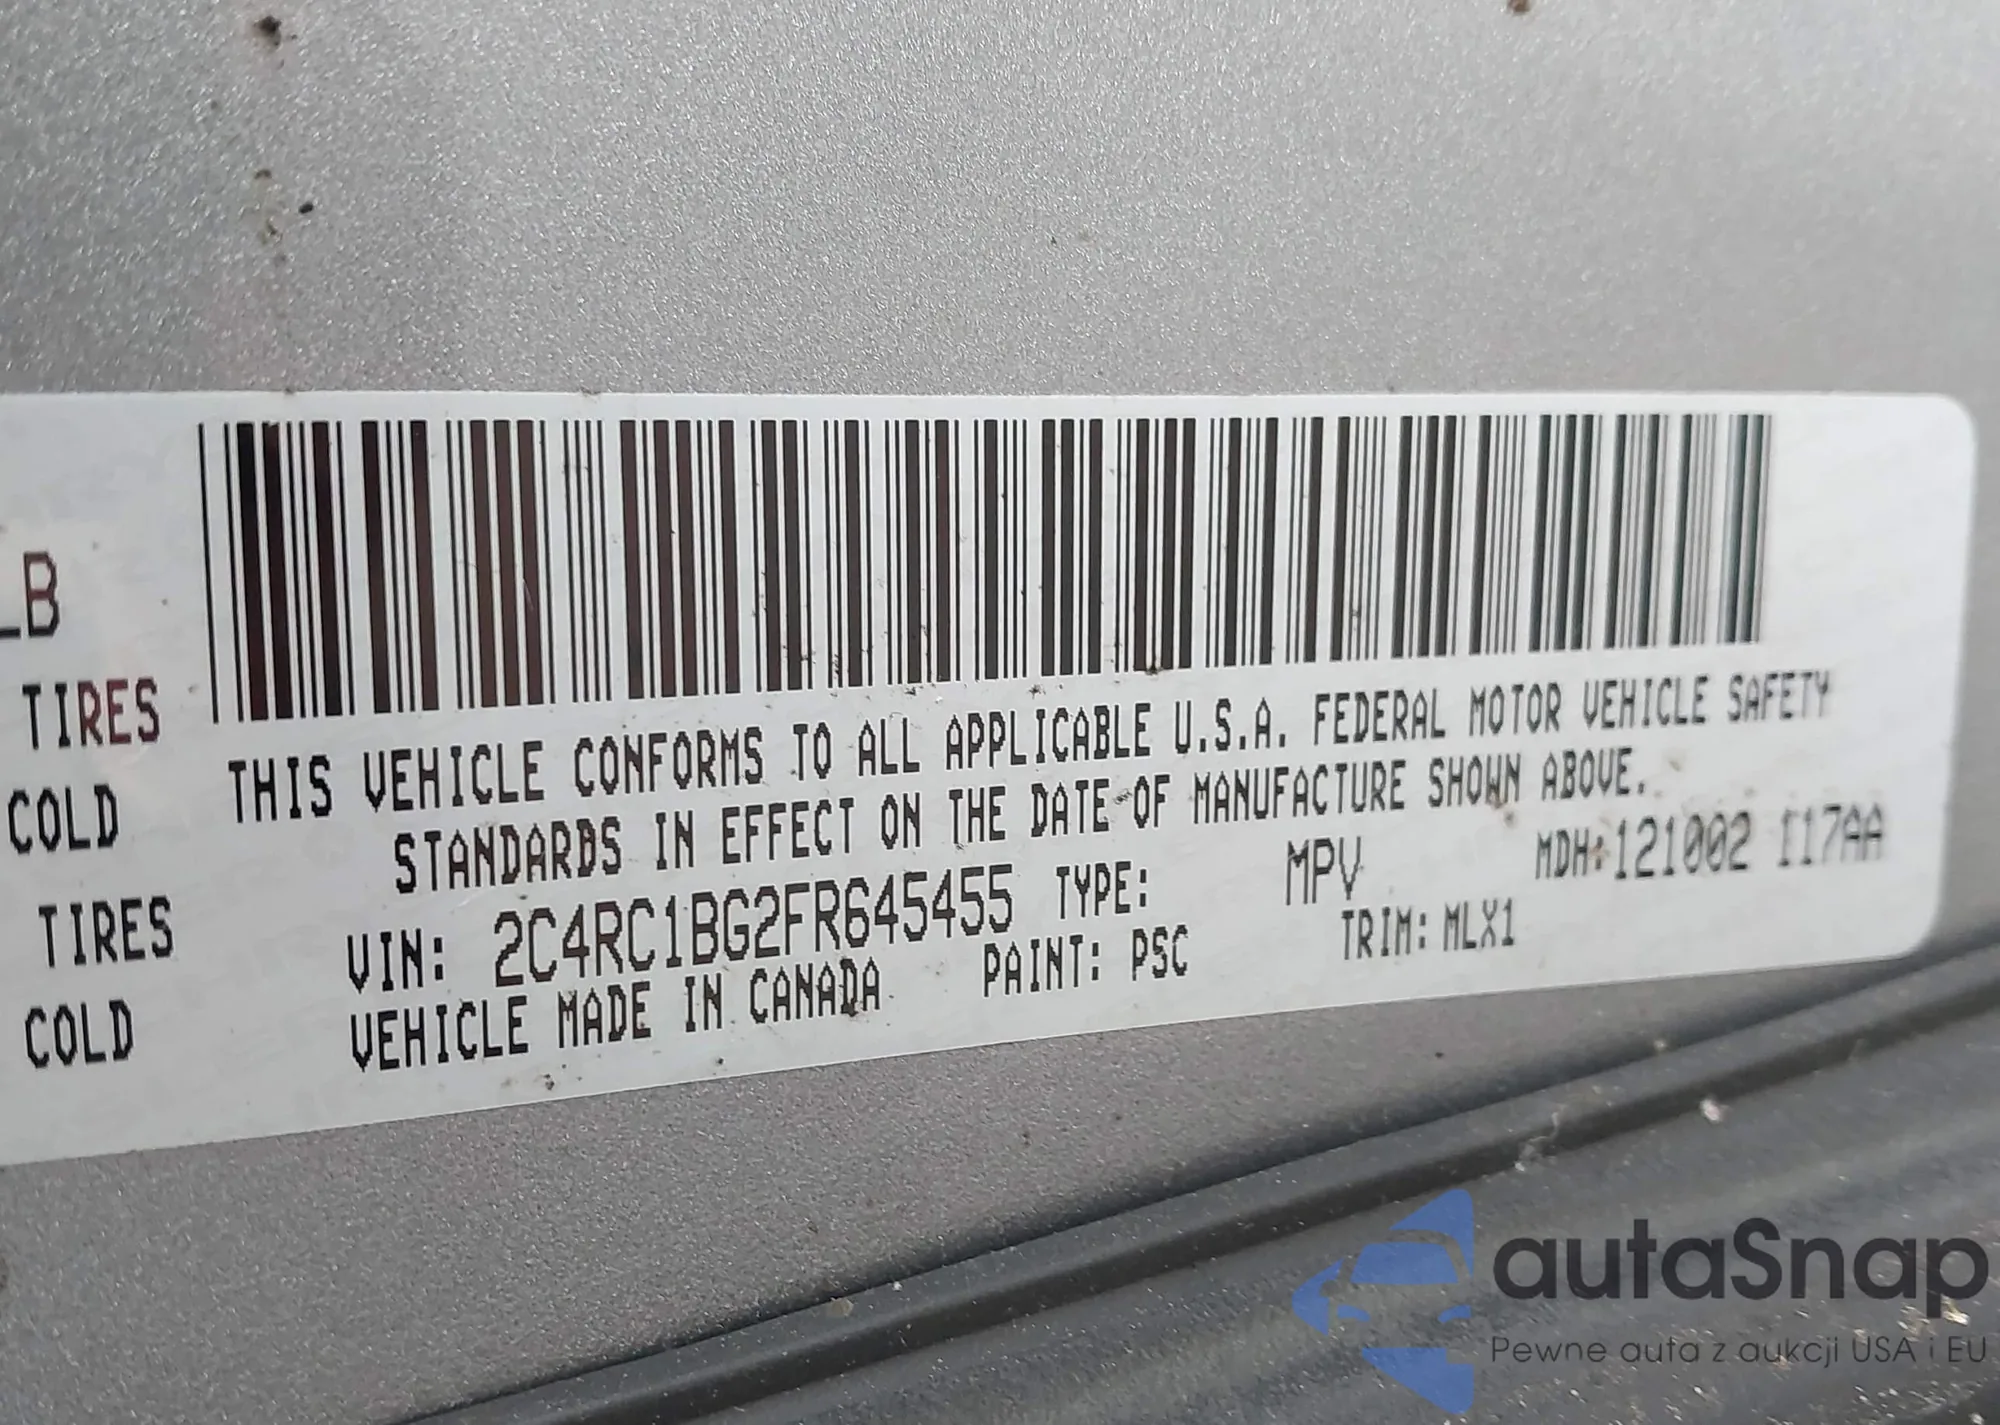 LB
TIRES
COLD
TIRES
COLD
THIS VEHICLE CONFORMS TO ALL APPLICABLE U.S.A. FEDERAL MOTOR VEHICLE SAFETY
STANDARDS IN EFFECT ON THE DATE OF MANUFACTURE SHOWN ABOVE.
VIN: 2C4RC1BG2FR645455 TYPE: MPV MDH:121002 117AA
VEHICLE MADE IN CANADA PAINT: PSC TRIM: MLX1
autaSnap
Pewne auta z aukcji USA i EU